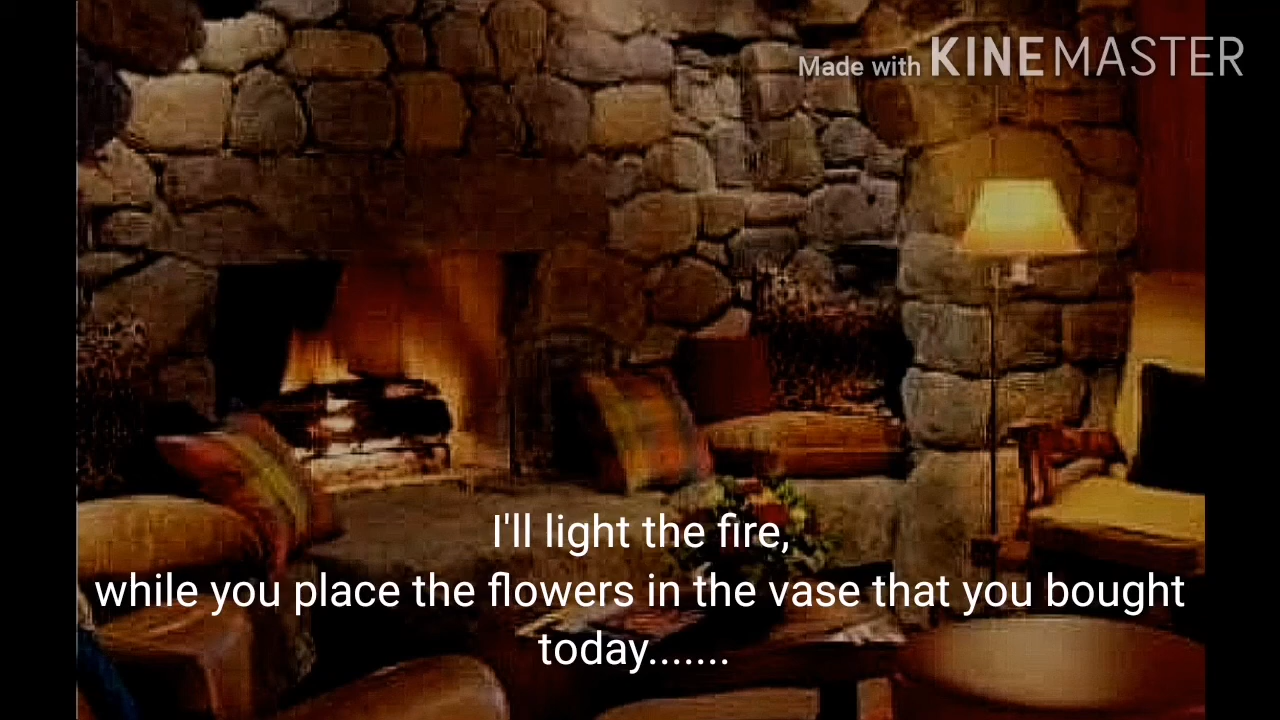 Made with KINEMASTER
I'll light the fire,
while you place the flowers in the vase that you bought
today.......